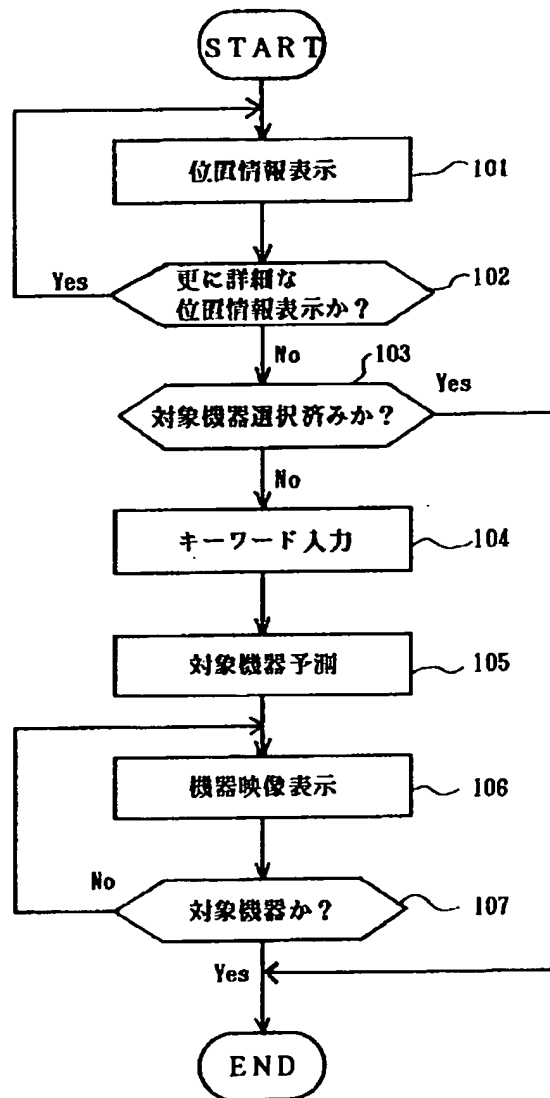 START
位置情報表示
101
更に詳細な
位置情報表示か？
102
Yes
No
103
対象機器選択済みか？
Yes
No
キーワード入力
104
対象機器予測
105
機器映像表示
106
対象機器か？
107
No
Yes
END